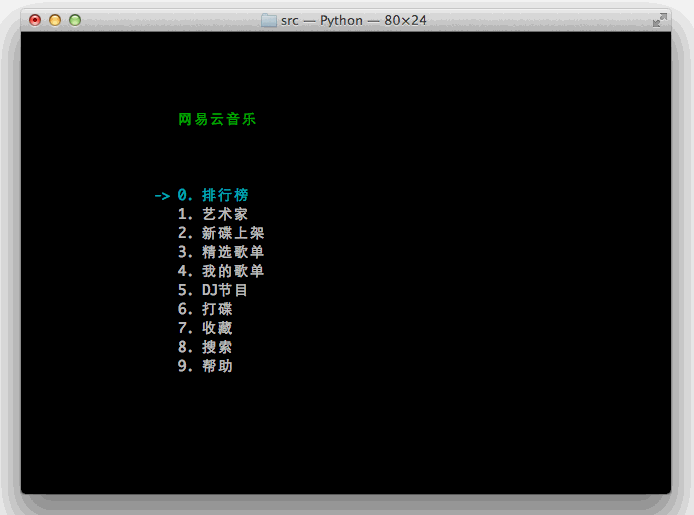 src — Python — 80×24
网易云音乐
-> 0. 排行榜
1. 艺术家
2. 新碟上架
3. 精选歌单
4. 我的歌单
5. DJ节目
6. 打碟
7. 收藏
8. 搜索
9. 帮助